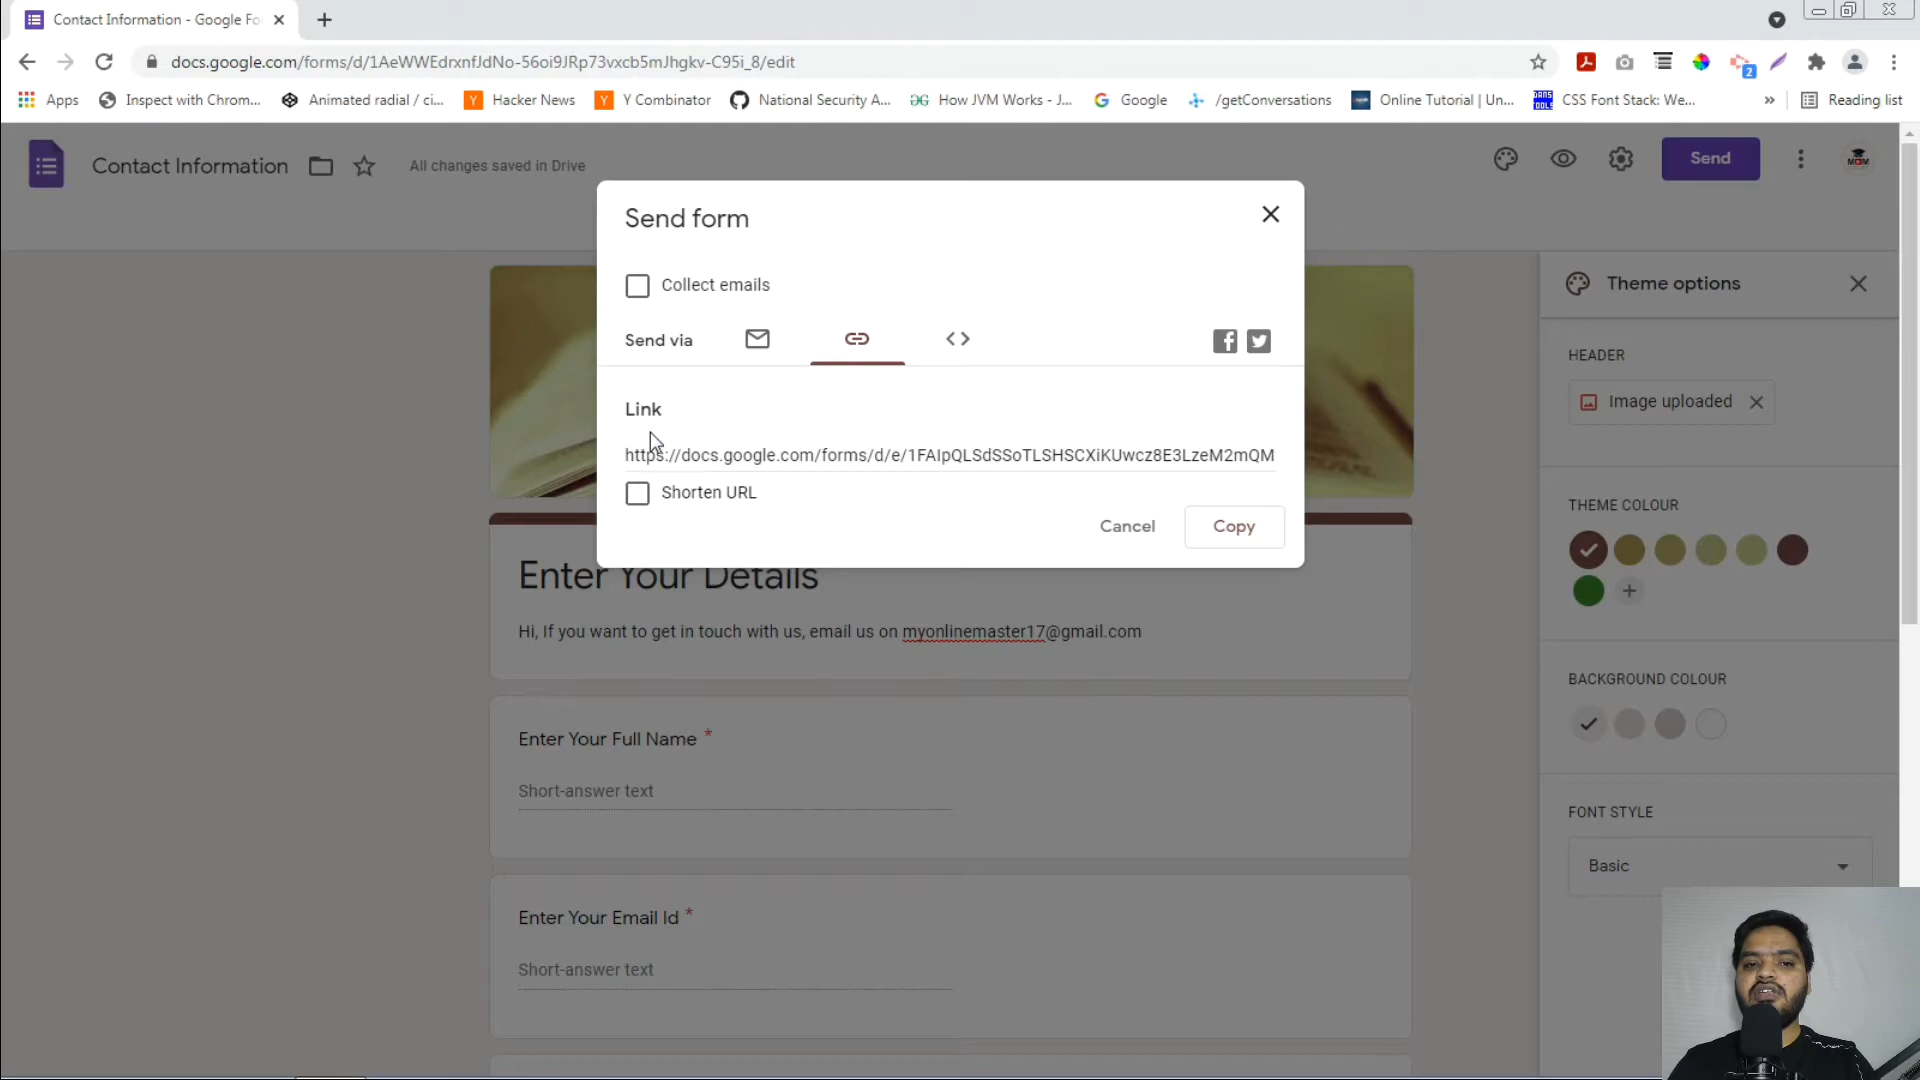 Contact Information - Google Fo
docs.google.com/forms/d/1AeWWEdrxnfJdNo-56oi9JRp73vxcb5mJhgkv-C95i_8/edit
2
Apps
Inspect with Chrom...
Animated radial / ci...
Hacker News
Y Combinator
National Security A...
How JVM Works - J...
Google
/getConversations
Online Tutorial | Un...
CSS Font Stack: We...
»
Reading list
Contact Information
All changes saved in Drive
Send
Send form
Collect emails
Send via
Link
https://docs.google.com/forms/d/e/1FAIpQLSdSSoTLSHSCXiKUwcz8E3LzeM2mQM
Shorten URL
Cancel
Copy
Enter Your Details
Hi, If you want to get in touch with us, email us on myonlinemaster17@gmail.com
Enter Your Full Name *
Short-answer text
Enter Your Email Id *
Short-answer text
Theme options
HEADER
Image uploaded
THEME COLOUR
BACKGROUND COLOUR
FONT STYLE
Basic